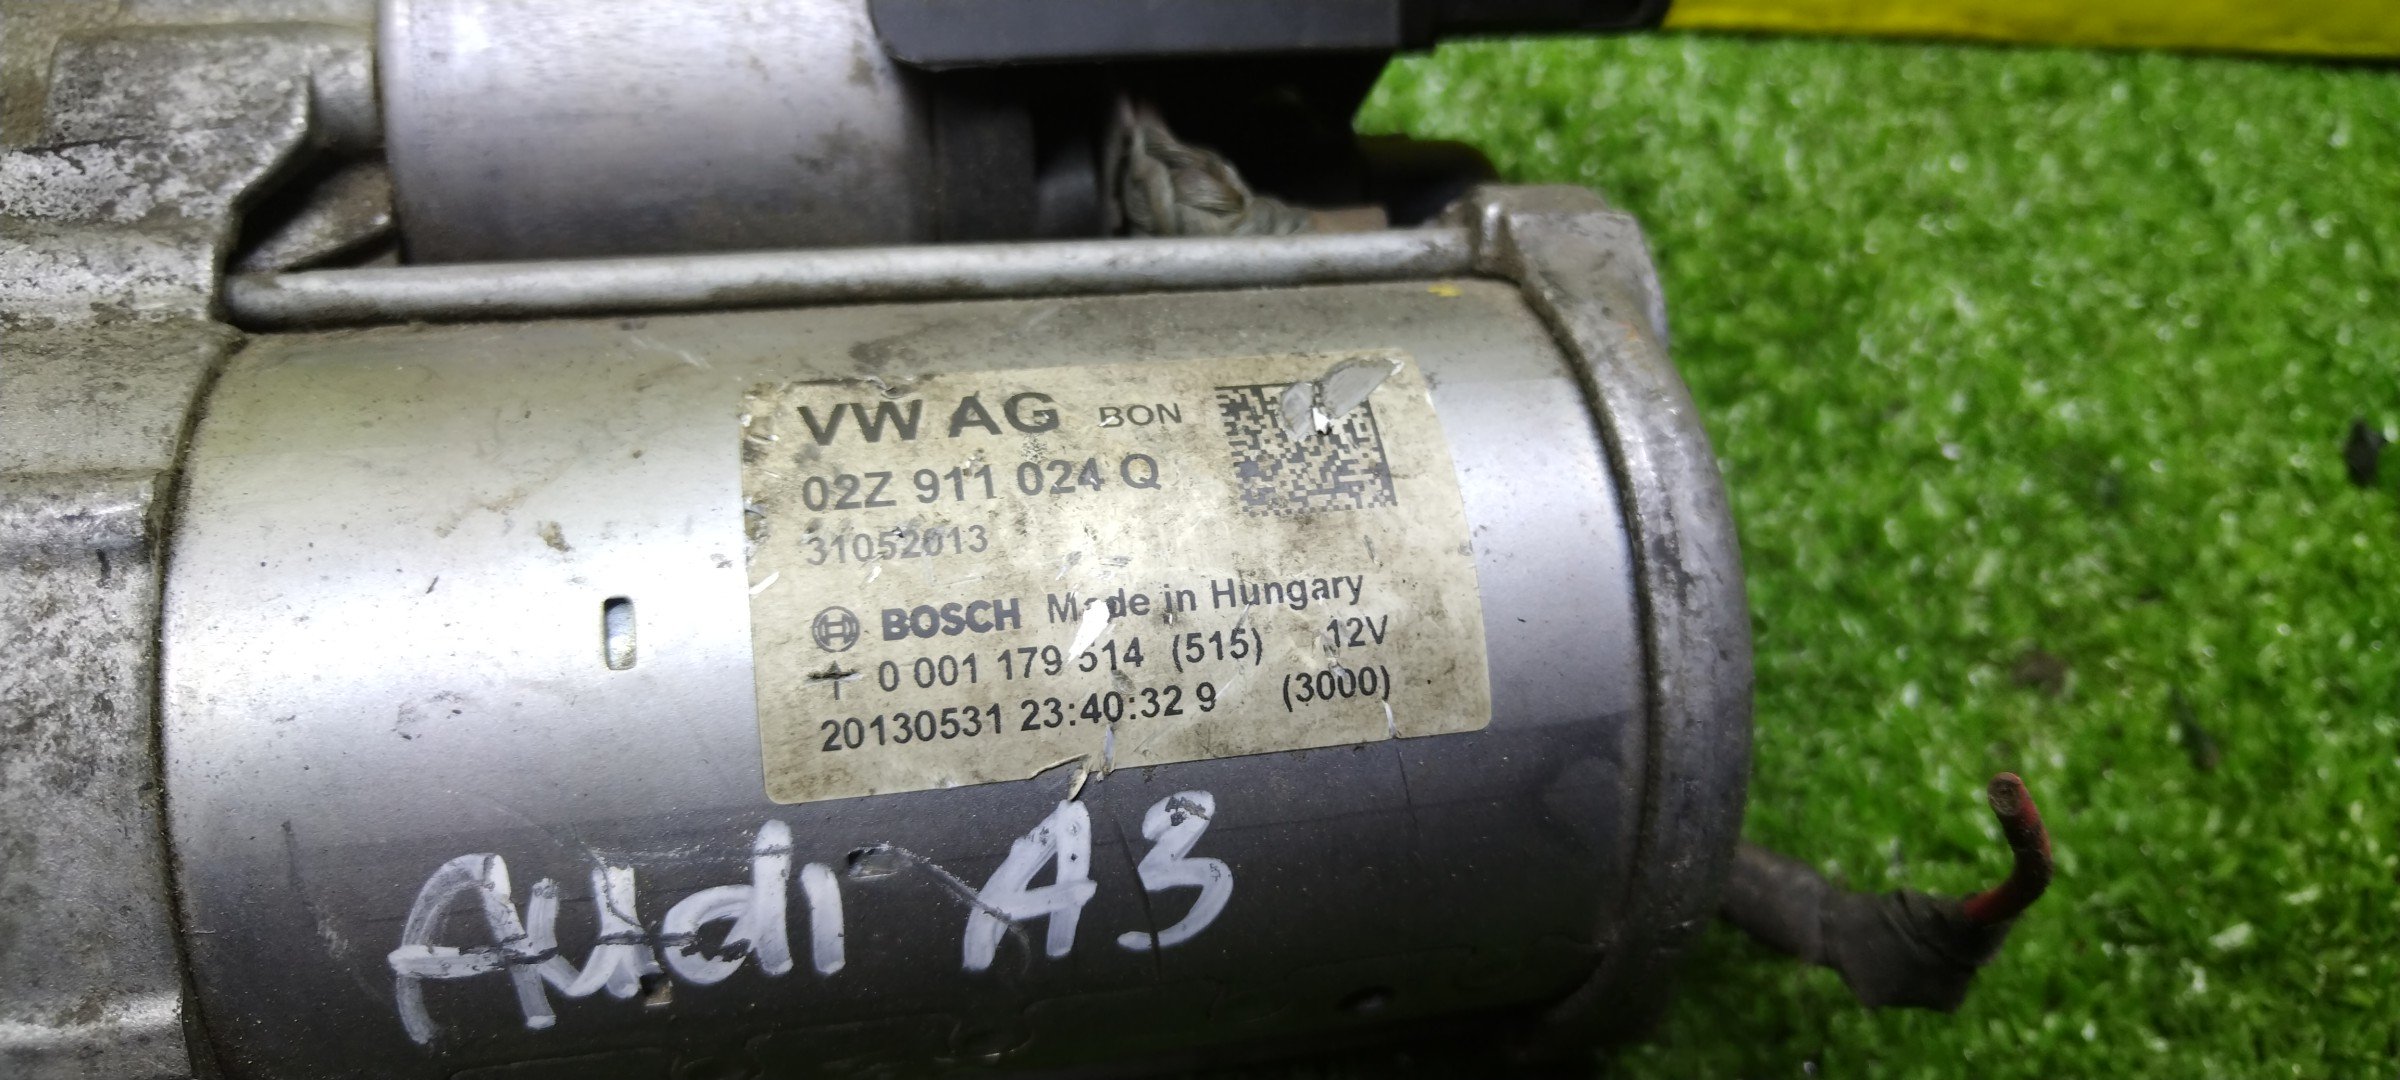 VW AG BON
02Z 911 024 Q
31052013
BOSCH Made in Hungary
0 001 179 514 (515) 12V
20130531 23:40:32 9 (3000)
Audi A3